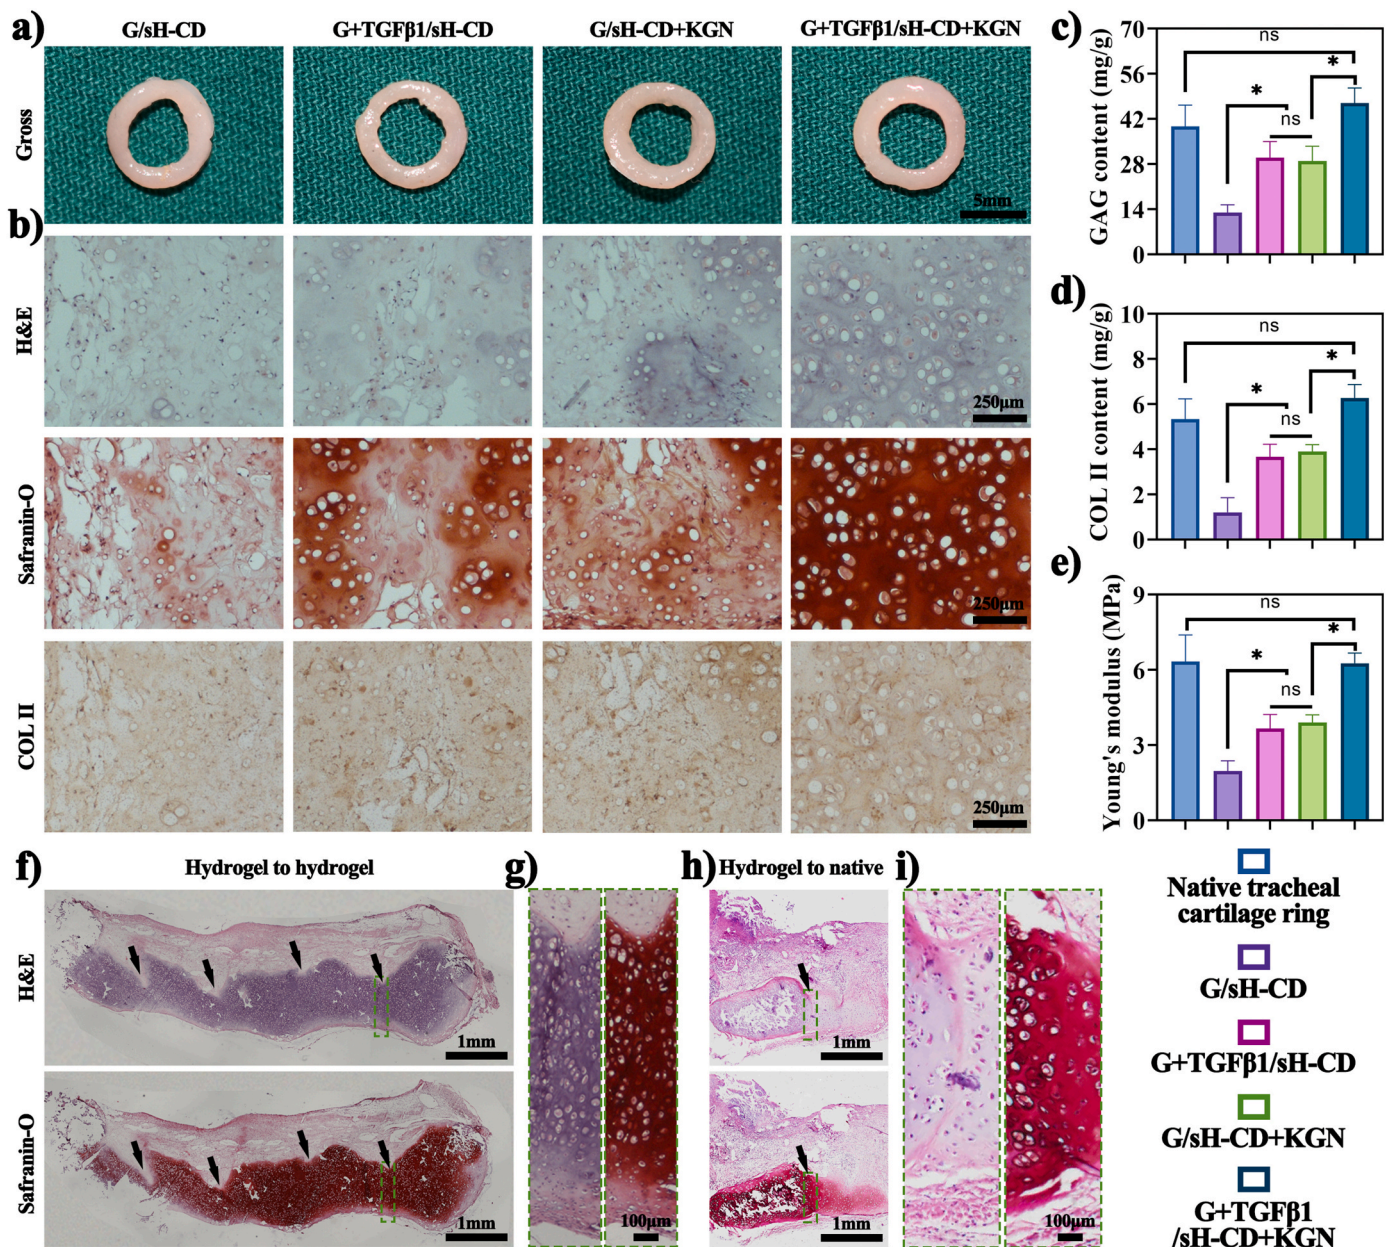 a)
G/sH-CD
G+TGFβ1/sH-CD
G/sH-CD+KGN
G+TGFβ1/sH-CD+KGN
Gross
5mm
b)
H&E
250μm
Safranin-O
250μm
COL II
250μm
c)
GAG content (mg/g)
70
56
42
28
14
0
ns
*
*
ns
d)
COL II content (mg/g)
10
8
6
4
2
0
ns
*
*
ns
e)
Young's modulus (MPa)
9
6
3
0
ns
*
*
ns
f)
Hydrogel to hydrogel
H&E
1mm
Safranin-O
1mm
g)
100μm
h)
Hydrogel to native
1mm
1mm
i)
100μm
Native tracheal
cartilage ring
G/sH-CD
G+TGFβ1/sH-CD
G/sH-CD+KGN
G+TGFβ1
/sH-CD+KGN